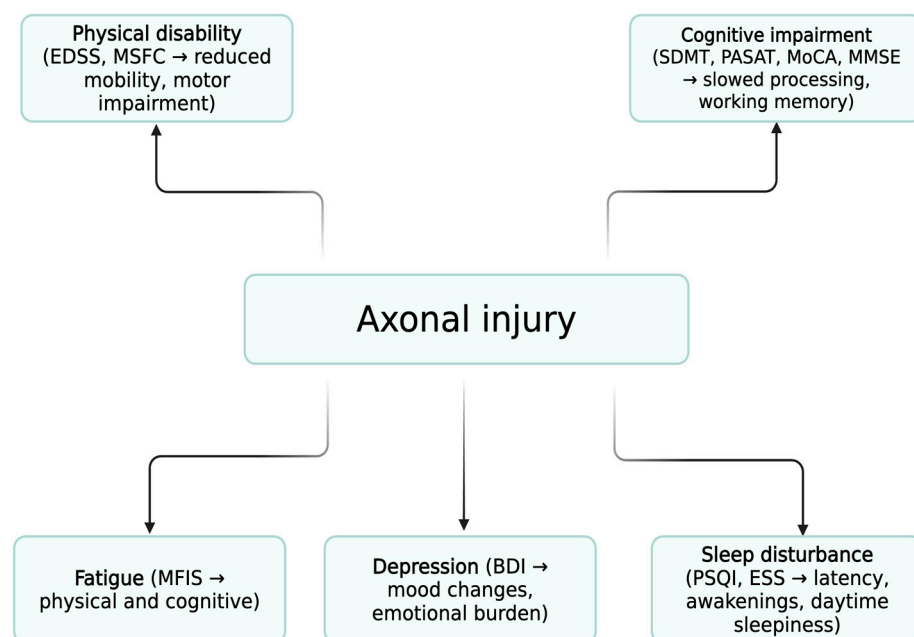 Physical disability
(EDSS, MSFC → reduced
mobility, motor
impairment)
Cognitive impairment
(SDMT, PASAT, MoCA, MMSE
→ slowed processing,
working memory)
Axonal injury
Fatigue (MFIS →
physical and cognitive)
Depression (BDI →
mood changes,
emotional burden)
Sleep disturbance
(PSQI, ESS → latency,
awakenings, daytime
sleepiness)